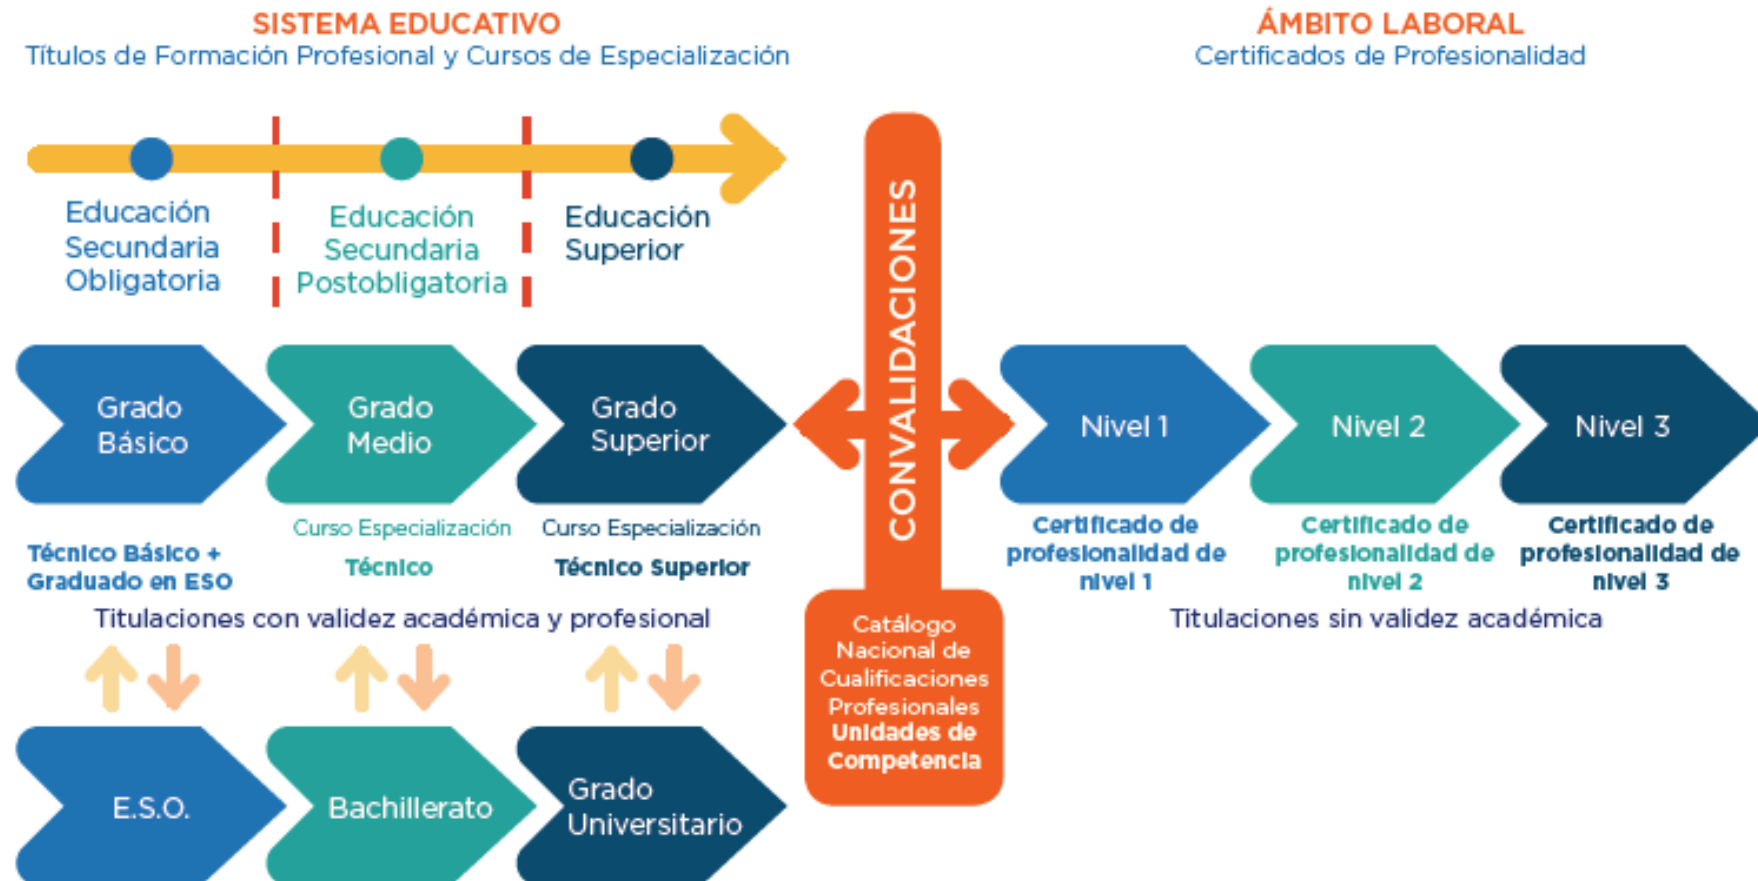 SISTEMA EDUCATIVO
Títulos de Formación Profesional y Cursos de Especialización
ÁMBITO LABORAL
Certificados de Profesionalidad
Educación
Secundaria
Obligatoria
Educación
Secundaria
Postobligatoria
Educación
Superior
Grado
Básico
Grado
Medio
Grado
Superior
CONVALIDACIONES
Nivel 1
Nivel 2
Nivel 3
Técnico Básico +
Graduado en ESO
Curso Especialización
Técnico
Curso Especialización
Técnico Superior
Certificado de
profesionalidad de
nivel 1
Certificado de
profesionalidad de
nivel 2
Certificado de
profesionalidad de
nivel 3
Titulaciones con validez académica y profesional
Titulaciones sin validez académica
Catálogo
Nacional de
Cualificaciones
Profesionales
Unidades de
Competencia
E.S.O.
Bachillerato
Grado
Universitario